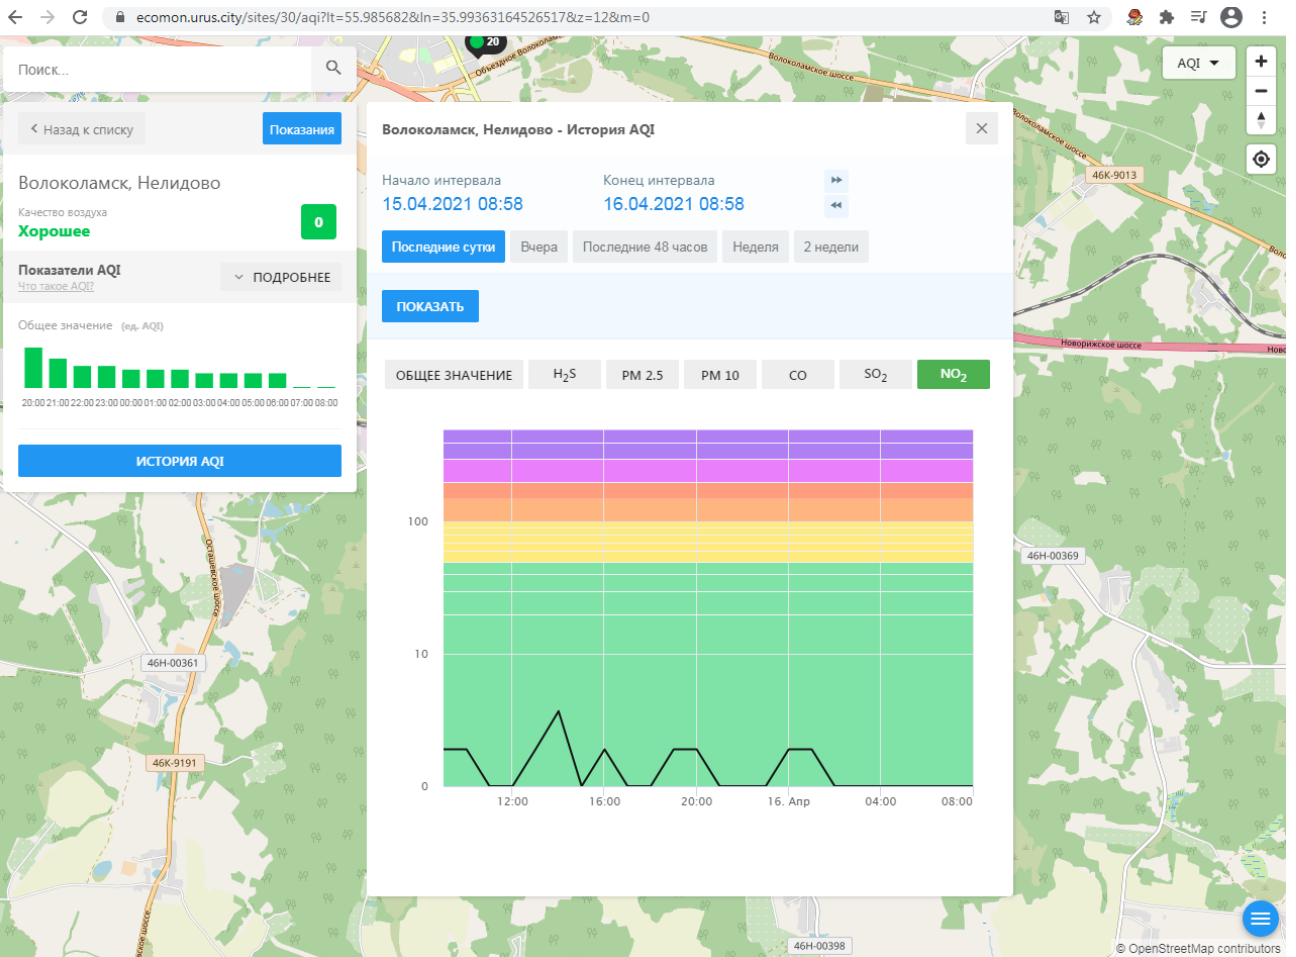 ecomon.urus.city/sites/30/aqi?lt=55.985682&ln=35.99363164526517&z=12&m=0
20
Объездное Волоколамс
Волоколамское шоссе
Поиск...
AQI
Назад к списку
Показания
Волоколамск, Нелидово - История AQI
Волоколамское шоссе
46К-9013
Волоколамск, Нелидово
Качество воздуха
Хорошее
0
Начало интервала
Конец интервала
15.04.2021 08:58
16.04.2021 08:58
Последние сутки
Вчера
Последние 48 часов
Неделя
2 недели
Показатели AQI
Что такое AQI?
ПОДРОБНЕЕ
ПОКАЗАТЬ
Общее значение (ед. AQI)
20:00 21:00 22:00 23:00 00:00 01:00 02:00 03:00 04:00 05:00 06:00 07:00 08:00
Новорижское шоссе
Ново
ОБЩЕЕ ЗНАЧЕНИЕ
H2S
PM 2.5
PM 10
CO
SO2
NO2
ИСТОРИЯ AQI
100
10
0
12:00
16:00
20:00
16. Апр
04:00
08:00
Осташевское шоссе
46Н-00369
46Н-00361
46К-9191
46Н-00398
© OpenStreetMap contributors